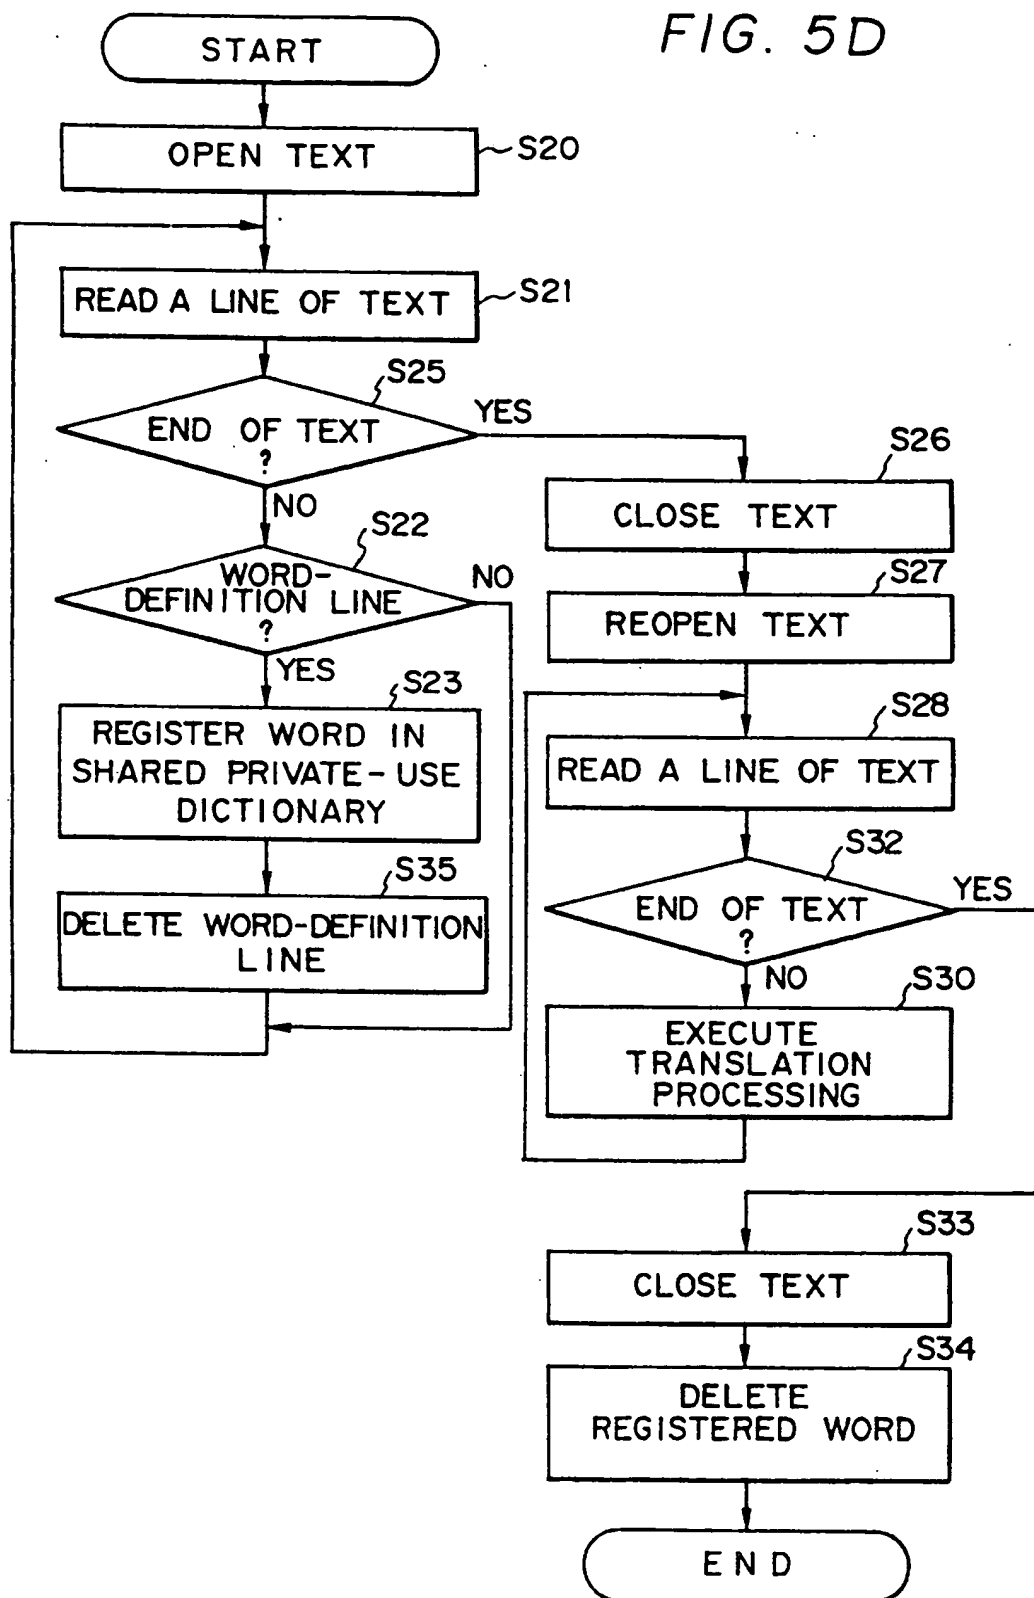 FIG. 5D
START
OPEN TEXT
S20
READ A LINE OF TEXT
S21
S25
END OF TEXT
?
YES
NO
S22
WORD-
DEFINITION LINE
?
NO
YES
S23
REGISTER WORD IN
SHARED PRIVATE-USE
DICTIONARY
S35
DELETE WORD-DEFINITION
LINE
S26
CLOSE TEXT
S27
REOPEN TEXT
S28
READ A LINE OF TEXT
S32
END OF TEXT
?
YES
NO
S30
EXECUTE
TRANSLATION
PROCESSING
S33
CLOSE TEXT
S34
DELETE
REGISTERED WORD
END